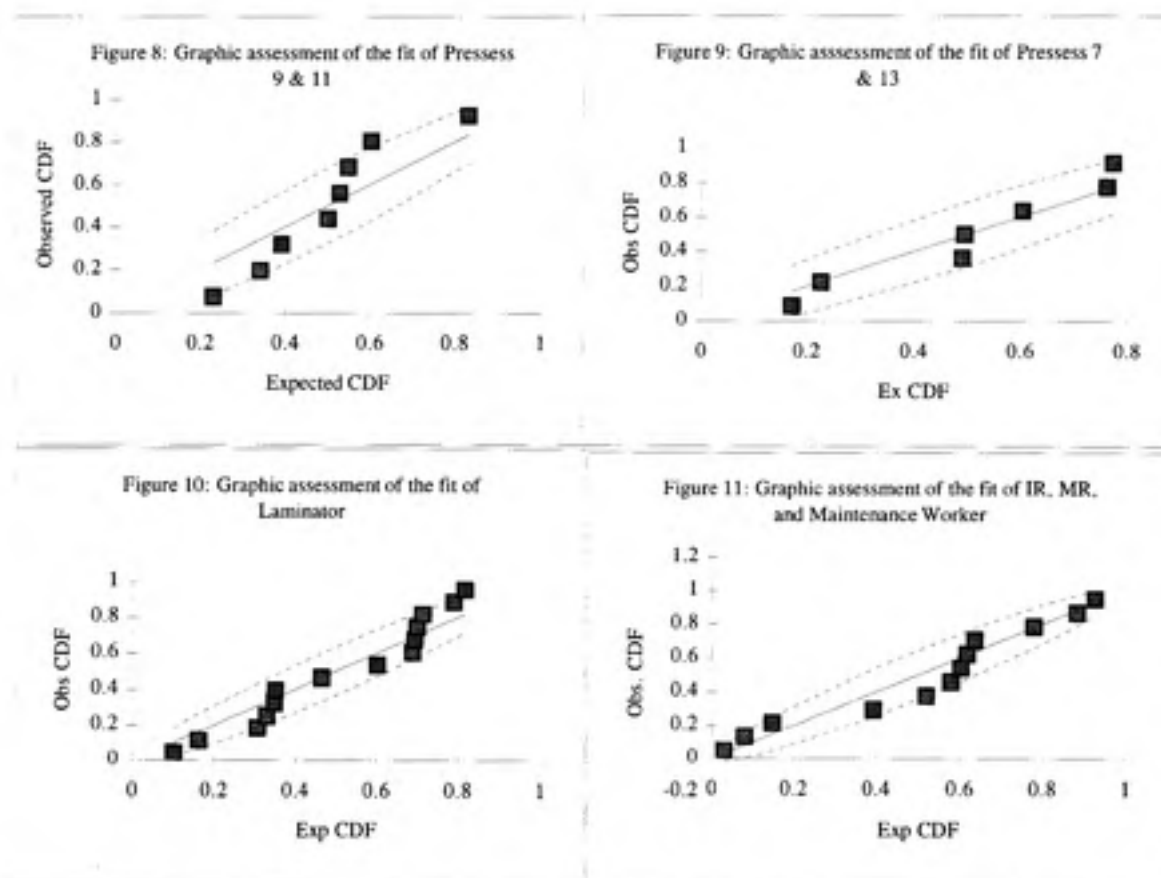 Figure 8: Graphic assessment of the fit of Pressess
9 & 11
1
0.8
0.6
0.4
0.2
0
Observed CDF
0 0.2 0.4 0.6 0.8 1
Expected CDF
Figure 9: Graphic asssessment of the fit of Pressess 7
& 13
1
0.8
0.6
0.4
0.2
0
Obs CDF
0 0.2 0.4 0.6 0.8
Ex CDF
Figure 10: Graphic assessment of the fit of
Laminator
1
0.8
0.6
0.4
0.2
0
Obs CDF
0 0.2 0.4 0.6 0.8 1
Exp CDF
Figure 11: Graphic assessment of the fit of IR, MR,
and Maintenance Worker
1.2
1
0.8
0.6
0.4
0.2
0
Obs. CDF
-0.2 0 0.2 0.4 0.6 0.8 1
Exp CDF